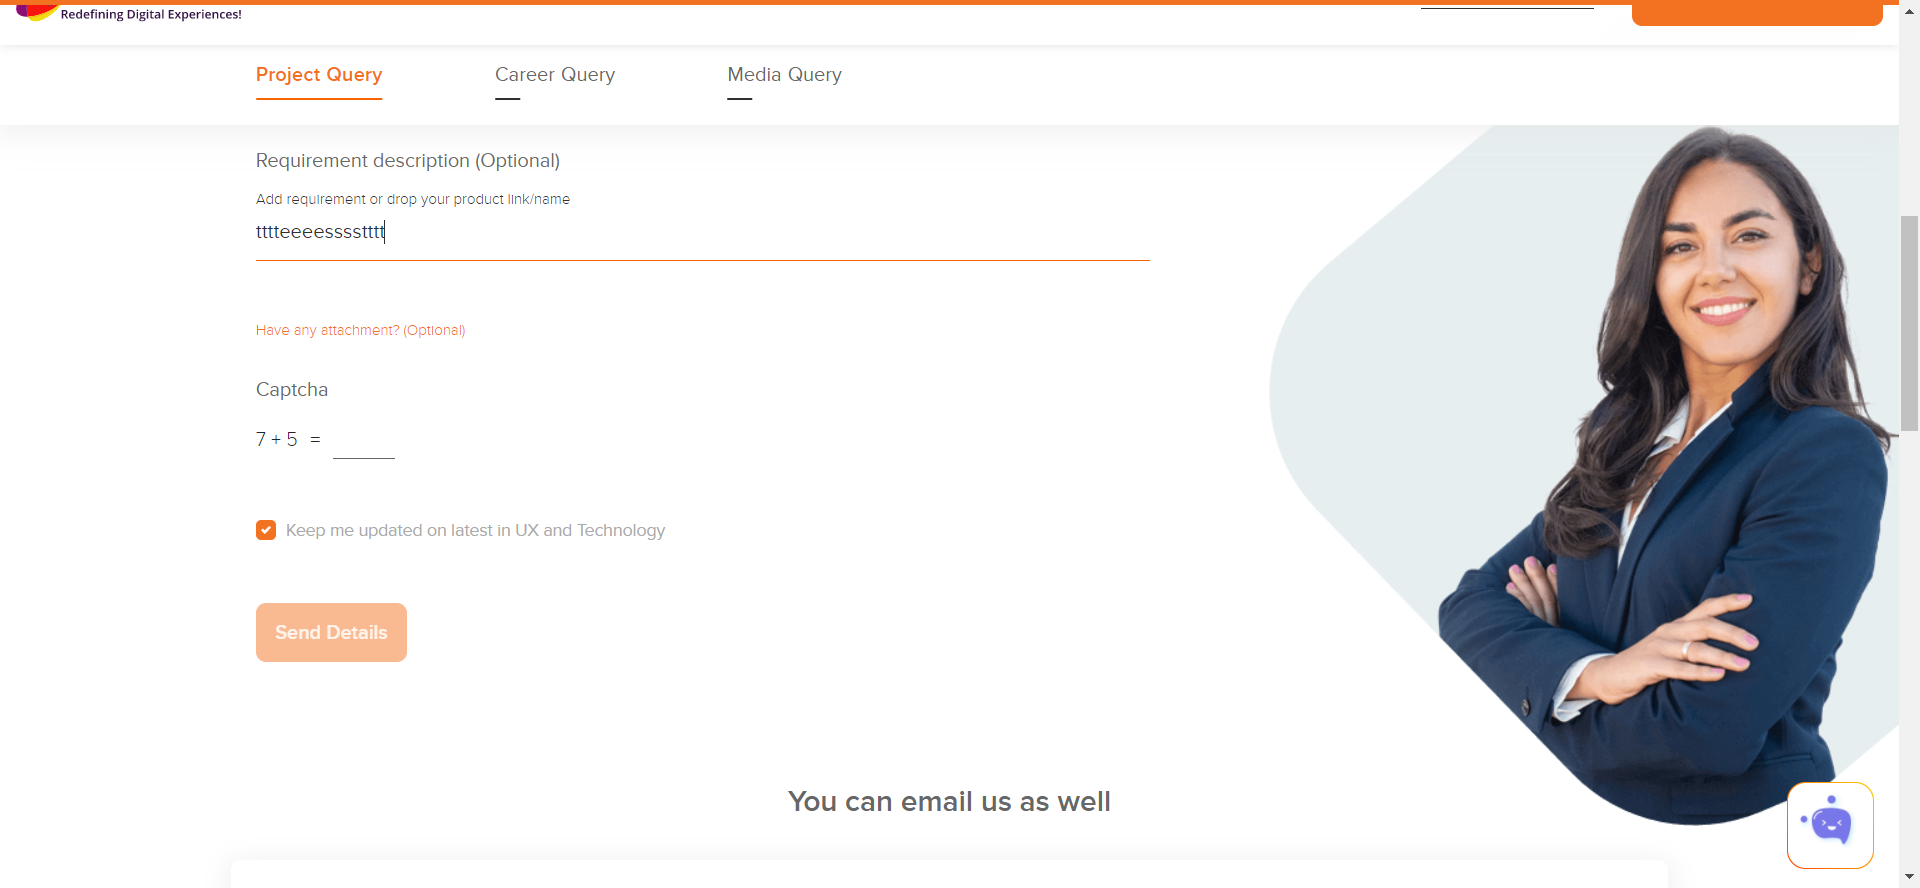 Redefining Digital Experiences!
Project Query
Career Query
Media Query
Requirement description (Optional)
Add requirement or drop your product link/name
tttteeeesssstttt
Have any attachment? (Optional)
Captcha
7 + 5 =
Keep me updated on latest in UX and Technology
Send Details
You can email us as well